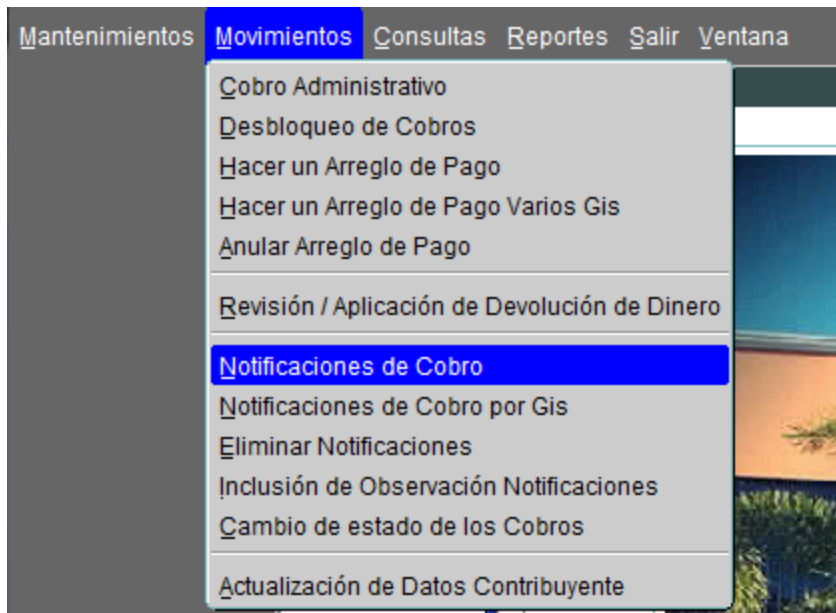 Mantenimientos Movimientos Consultas Reportes Salir Ventana
Cobro Administrativo
Desbloqueo de Cobros
Hacer un Arreglo de Pago
Hacer un Arreglo de Pago Varios Gis
Anular Arreglo de Pago
Revisión / Aplicación de Devolución de Dinero
Notificaciones de Cobro
Notificaciones de Cobro por Gis
Eliminar Notificaciones
Inclusión de Observación Notificaciones
Cambio de estado de los Cobros
Actualización de Datos Contribuyente